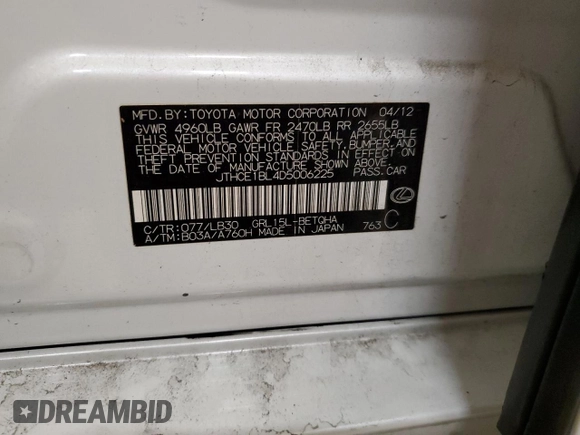 MFD.BY:TOYOTA MOTOR CORPORATION 04/12
GVWR 4960LB GAWR FR 2470LB RR 2655LB
THIS VEHICLE CONFORMS TO ALL APPLICABLE
FEDERAL MOTOR VEHICLE SAFETY,BUMPER,AND
THEFT PREVENTION STANDARDS IN EFFECT ON
THE DATE OF MANUFACTURE SHOWN ABOVE.
JTHCE1BL4D5006225 PASS.CAR
C/TR:077/LB30 GRL15L-BETQHA
A/TM:B03A/A760H MADE IN JAPAN 763 C
DREAMBID